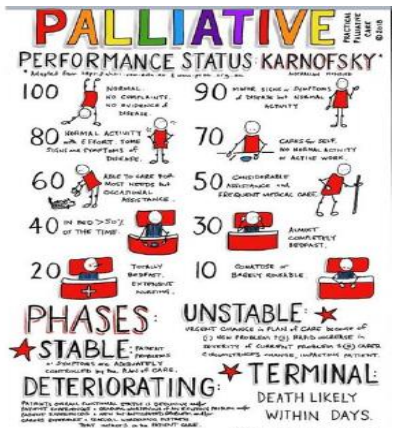 PALLIATIVE
PRACTICAL
PALLIATIVE
CARE
©2018
PERFORMANCE STATUS: KARNOFSKY*
100
NORMAL
NO COMPLAINTS.
NO EVIDENCE of
DISEASE.
90
MINOR SIGNS or SYMPTOMS
of DISEASE but NORMAL
ACTIVITY
80
NORMAL ACTIVITY
with EFFORT. SOME
SIGNS and SYMPTOMS of
DISEASE.
70
CARES for SELF.
NO NORMAL ACTIVITY
or ACTIVE WORK.
60
ABLE to CARE FOR
MOST NEEDS but
OCCASIONAL
ASSISTANCE.
50
CONSIDERABLE
ASSISTANCE and
FREQUENT MEDICAL CARE.
40
IN BED >50%
OF THE TIME.
30
ALMOST
COMPLETELY
BEDFAST.
20
TOTALLY
BEDFAST.
EXTENSIVE
NURSING.
10
COMATOSE or
BARELY ROUSABLE.
PHASES:
STABLE:
PATIENT
PROBLEMS
or SYMPTOMS ARE ADEQUATELY
CONTROLLED by the PLAN OF CARE.
UNSTABLE:
URGENT CHANGE in PLAN OF CARE because of
(1) NEW PROBLEM (2) RAPID INCREASE in
SEVERITY of CURRENT PROBLEM (3) CARER
CIRCUMSTANCES CHANGE, IMPACTING PATIENT.
DETERIORATING:
TERMINAL:
DEATH LIKELY
WITHIN DAYS.